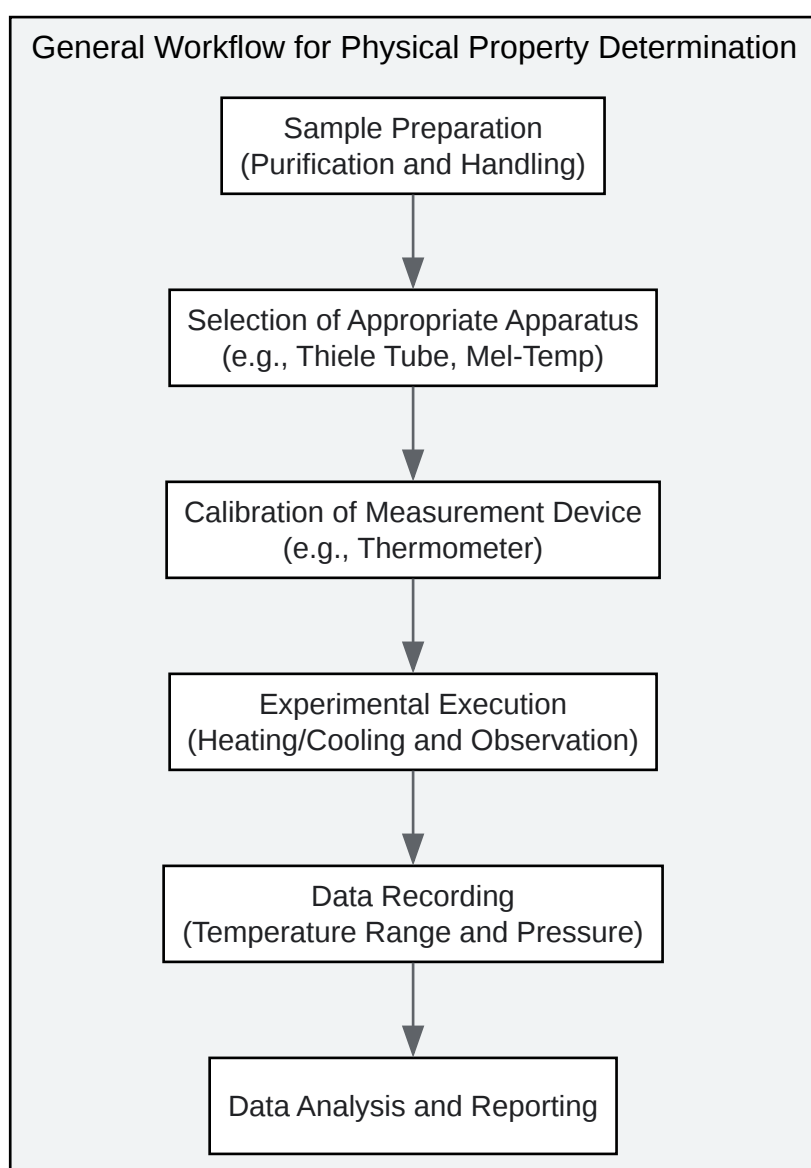 General Workflow for Physical Property Determination
Sample Preparation
(Purification and Handling)
Selection of Appropriate Apparatus
(e.g., Thiele Tube, Mel-Temp)
Calibration of Measurement Device
(e.g., Thermometer)
Experimental Execution
(Heating/Cooling and Observation)
Data Recording
(Temperature Range and Pressure)
Data Analysis and Reporting